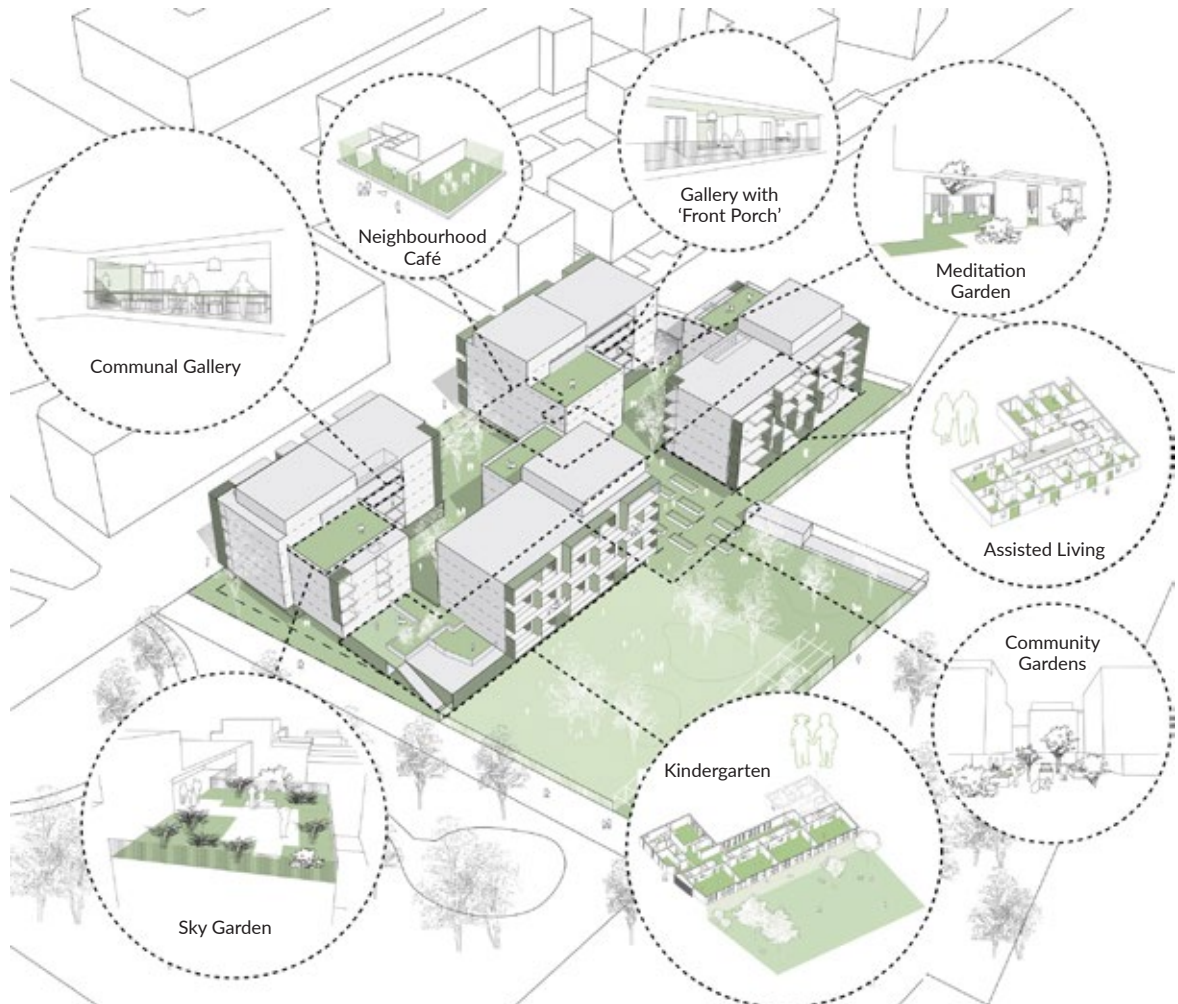 Neighbourhood
Café
Gallery with
‘Front Porch’
Meditation
Garden
Communal Gallery
Assisted Living
Community
Gardens
Kindergarten
Sky Garden